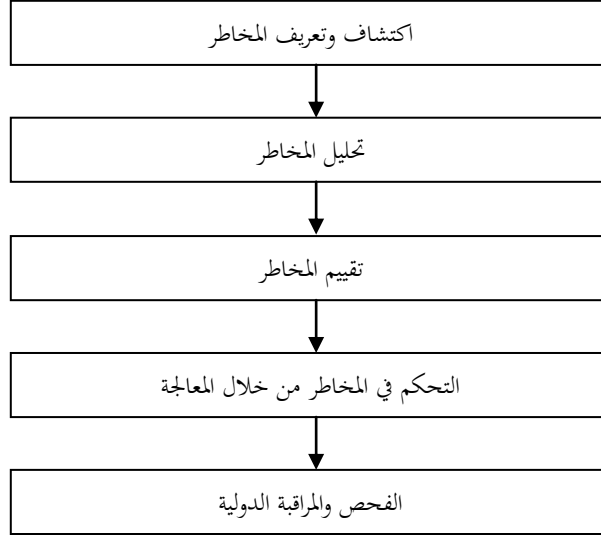 اكتشاف وتعريف المخاطر
تحليل المخاطر
تقييم المخاطر
التحكم في المخاطر من خلال المعالجة
الفحص والمراقبة الدولية